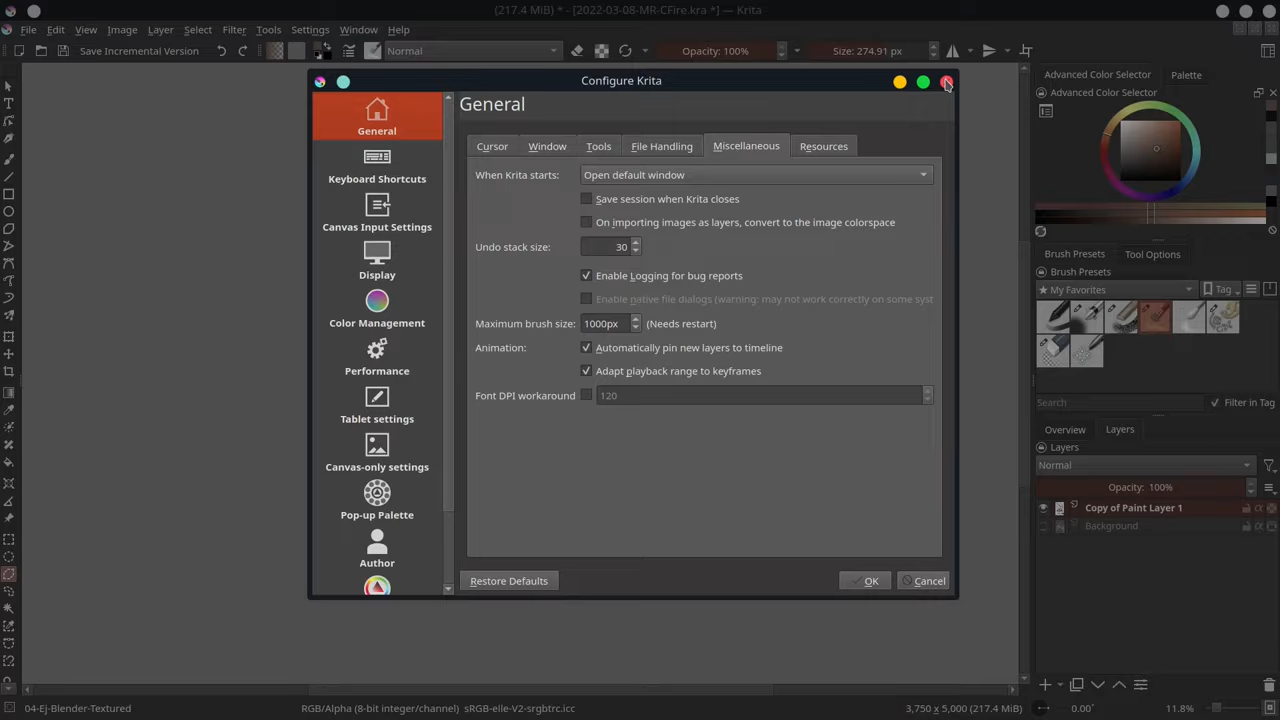 (217.4 MiB) * - [2022-03-08-MR-CFire.kra *] — Krita
File Edit View Image Layer Select Filter Tools Settings Window Help
Save Incremental Version
Normal
Opacity: 100%
Size: 274.91 px
Configure Krita
General
Keyboard Shortcuts
Canvas Input Settings
Display
Color Management
Performance
Tablet settings
Canvas-only settings
Pop-up Palette
Author
General
Cursor Window Tools File Handling Miscellaneous Resources
When Krita starts: Open default window
Save session when Krita closes
On importing images as layers, convert to the image colorspace
Undo stack size: 30
Enable Logging for bug reports
Enable native file dialogs (warning: may not work correctly on some syst
Maximum brush size: 1000px (Needs restart)
Animation: Automatically pin new layers to timeline
Adapt playback range to keyframes
Font DPI workaround 120
Restore Defaults OK Cancel
Advanced Color Selector Palette
Advanced Color Selector
Brush Presets Tool Options
Brush Presets
My Favorites Tag
Search Filter in Tag
Overview Layers
Layers
Normal
Opacity: 100%
Copy of Paint Layer 1
Background
04-Ej-Blender-Textured
RGB/Alpha (8-bit integer/channel) sRGB-elle-V2-srgbtrc.icc
3,750 x 5,000 (217.4 MiB)
0.00°
11.8%